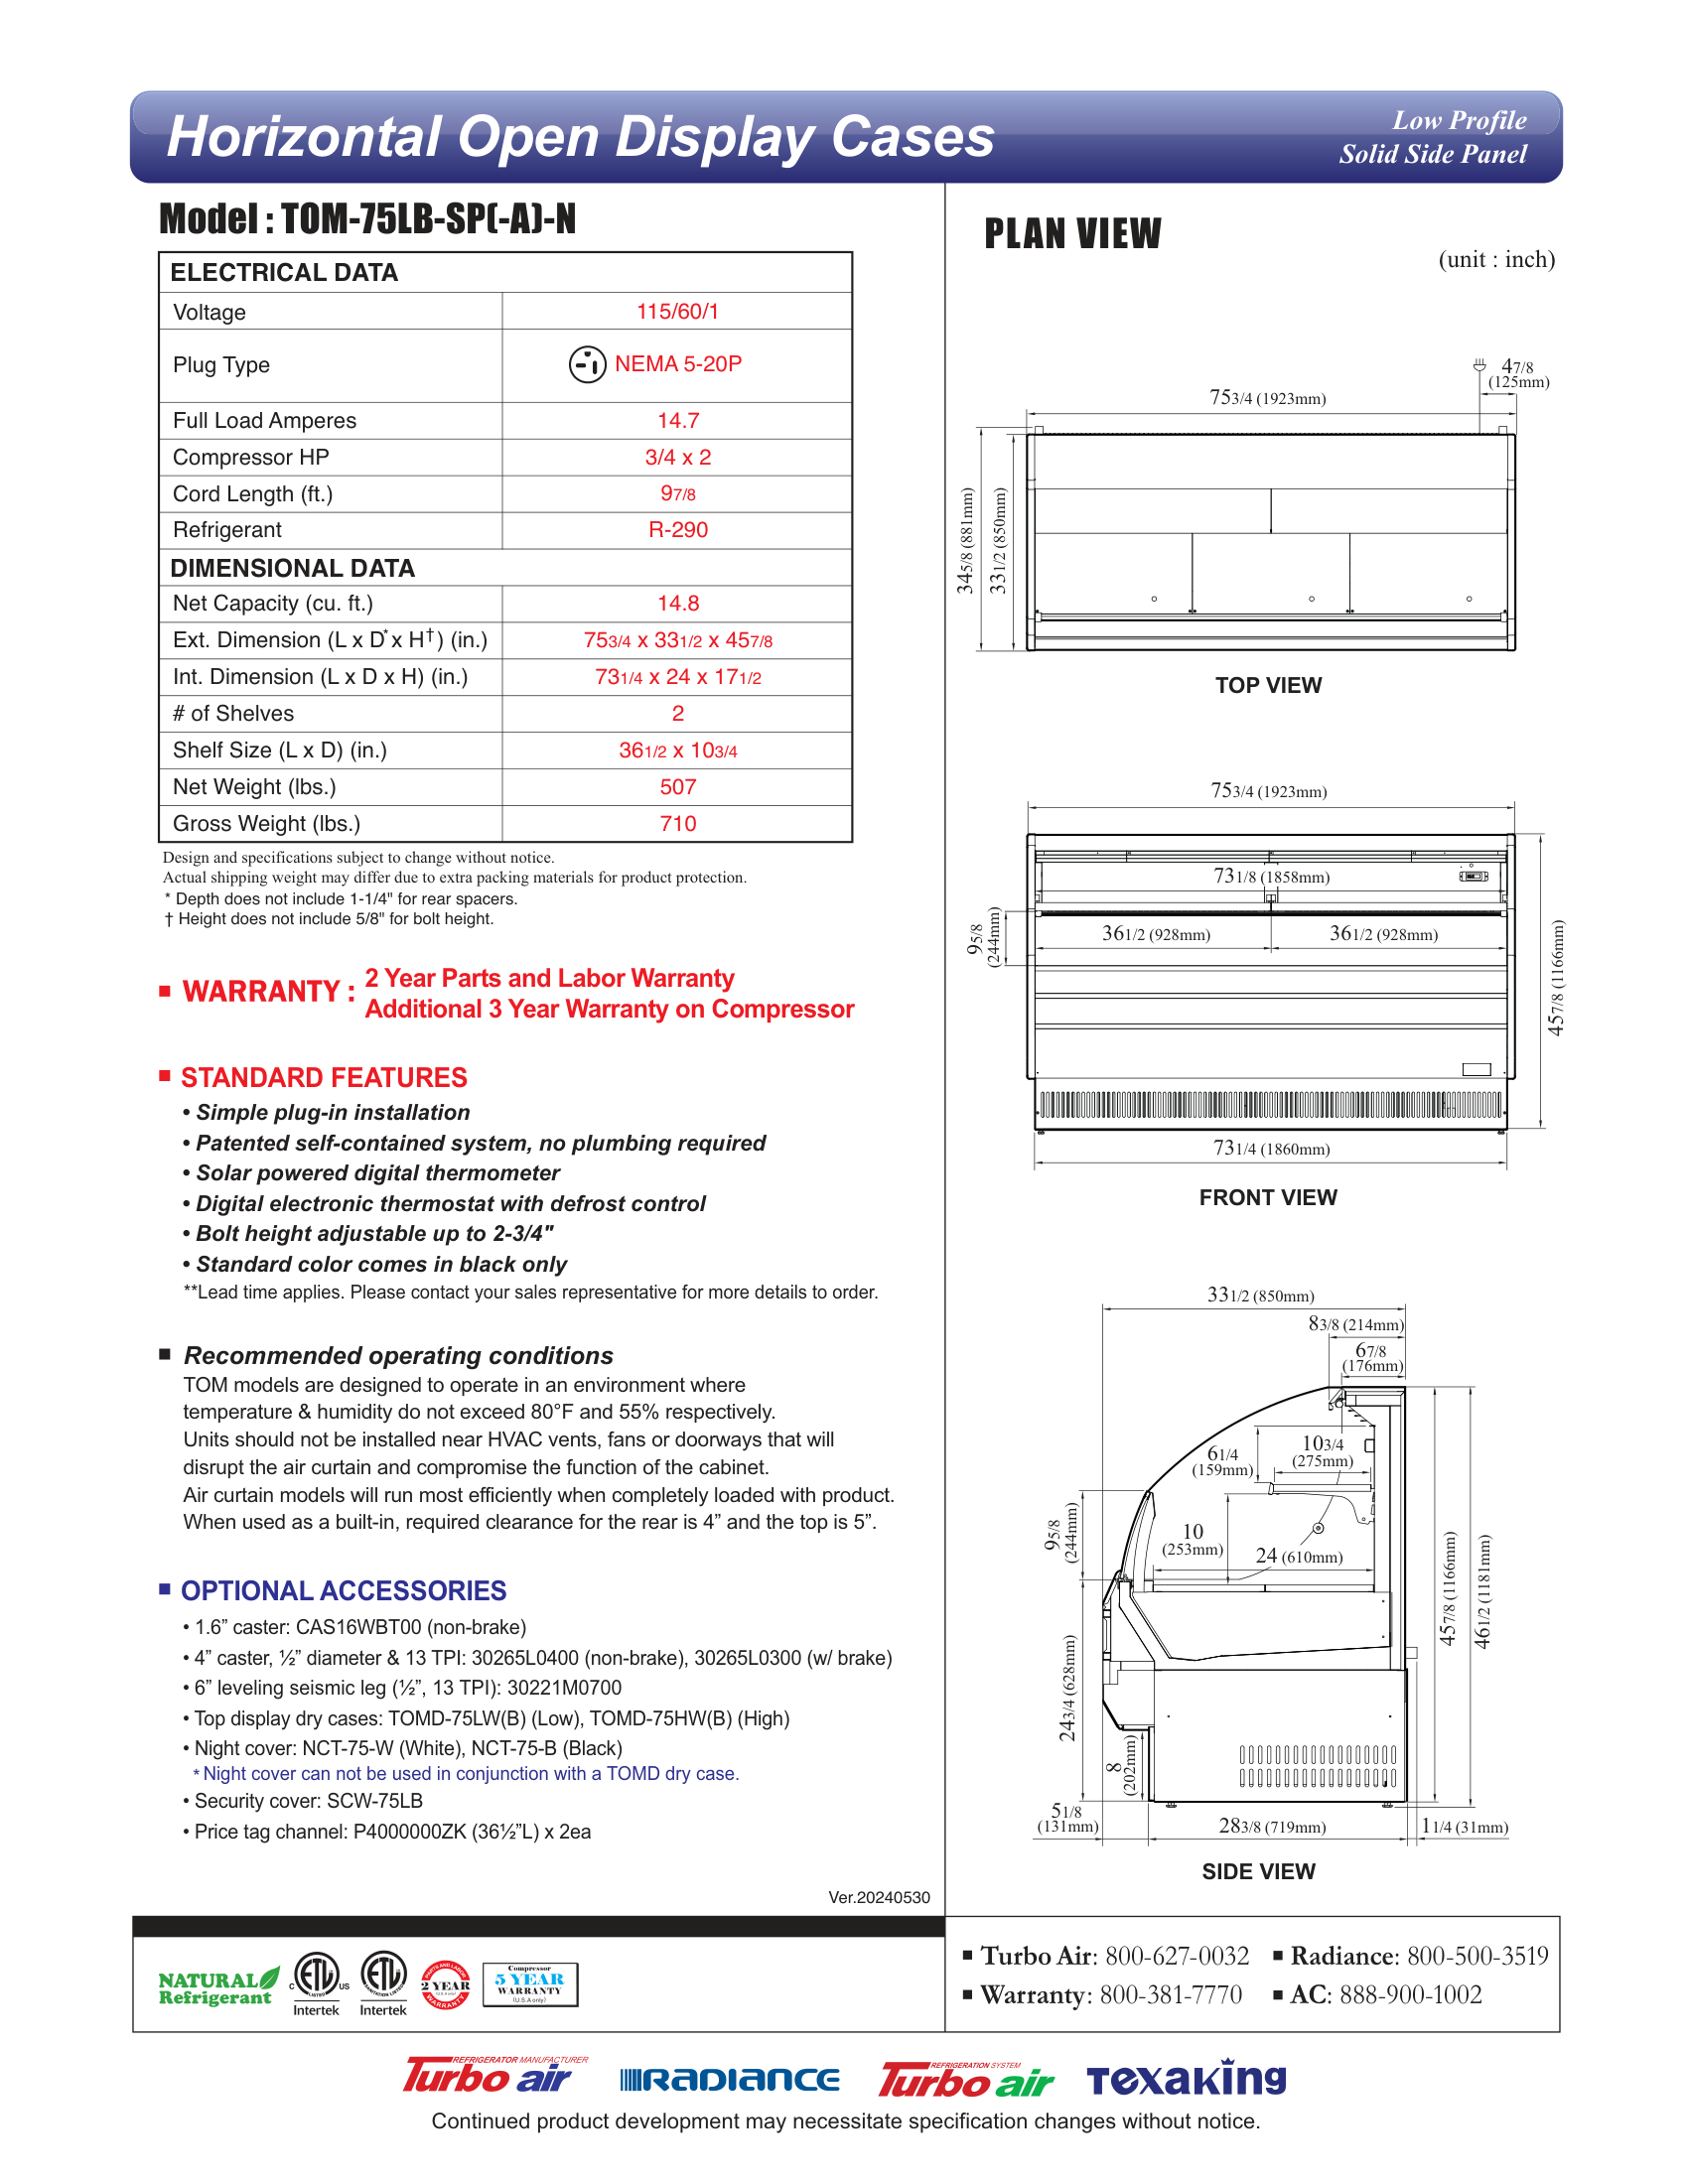 Horizontal Open Display Cases
Low Profile
Solid Side Panel
Model : TOM-75LB-SP(-A)-N
ELECTRICAL DATA
Voltage 115/60/1
Plug Type NEMA 5-20P
Full Load Amperes 14.7
Compressor HP 3/4 x 2
Cord Length (ft.) 9 7/8
Refrigerant R-290
DIMENSIONAL DATA
Net Capacity (cu. ft.) 14.8
Ext. Dimension (L x D* x H†) (in.) 75 3/4 x 33 1/2 x 45 7/8
Int. Dimension (L x D x H) (in.) 73 1/4 x 24 x 17 1/2
# of Shelves 2
Shelf Size (L x D) (in.) 36 1/2 x 10 3/4
Net Weight (lbs.) 507
Gross Weight (lbs.) 710
Design and specifications subject to change without notice.
Actual shipping weight may differ due to extra packing materials for product protection.
* Depth does not include 1-1/4" for rear spacers.
† Height does not include 5/8" for bolt height.
■ WARRANTY : 2 Year Parts and Labor Warranty
Additional 3 Year Warranty on Compressor
■ STANDARD FEATURES
• Simple plug-in installation
• Patented self-contained system, no plumbing required
• Solar powered digital thermometer
• Digital electronic thermostat with defrost control
• Bolt height adjustable up to 2-3/4"
• Standard color comes in black only
**Lead time applies. Please contact your sales representative for more details to order.
■ Recommended operating conditions
TOM models are designed to operate in an environment where
temperature & humidity do not exceed 80°F and 55% respectively.
Units should not be installed near HVAC vents, fans or doorways that will
disrupt the air curtain and compromise the function of the cabinet.
Air curtain models will run most efficiently when completely loaded with product.
When used as a built-in, required clearance for the rear is 4” and the top is 5”.
■ OPTIONAL ACCESSORIES
• 1.6” caster: CAS16WBT00 (non-brake)
• 4” caster, ½” diameter & 13 TPI: 30265L0400 (non-brake), 30265L0300 (w/ brake)
• 6” leveling seismic leg (½”, 13 TPI): 30221M0700
• Top display dry cases: TOMD-75LW(B) (Low), TOMD-75HW(B) (High)
• Night cover: NCT-75-W (White), NCT-75-B (Black)
* Night cover can not be used in conjunction with a TOMD dry case.
• Security cover: SCW-75LB
• Price tag channel: P4000000ZK (36½”L) x 2ea
Ver.20240530
PLAN VIEW
(unit : inch)
4 7/8
(125mm)
75 3/4 (1923mm)
34 5/8 (881mm)
33 1/2 (850mm)
TOP VIEW
75 3/4 (1923mm)
73 1/8 (1858mm)
9 5/8
(244mm)
36 1/2 (928mm)
36 1/2 (928mm)
45 7/8 (1166mm)
73 1/4 (1860mm)
FRONT VIEW
33 1/2 (850mm)
8 3/8 (214mm)
6 7/8
(176mm)
6 1/4
(159mm)
10 3/4
(275mm)
9 5/8
(244mm)
10
(253mm)
24 (610mm)
45 7/8 (1166mm)
46 1/2 (1181mm)
24 3/4 (628mm)
8
(202mm)
5 1/8
(131mm)
28 3/8 (719mm)
1 1/4 (31mm)
SIDE VIEW
NATURAL
Refrigerant
C ETL US
LISTED
Intertek
ETL
SANITATION LISTED
Intertek
PARTS AND LABOR
2 YEAR
WARRANTY
Compressor
5 YEAR
WARRANTY
(U.S.A only)
■ Turbo Air: 800-627-0032 ■ Radiance: 800-500-3519
■ Warranty: 800-381-7770 ■ AC: 888-900-1002
REFRIGERATOR MANUFACTURER
Turbo air
RADIANCE
REFRIGERATION SYSTEM
Turbo air
Texaking
Continued product development may necessitate specification changes without notice.